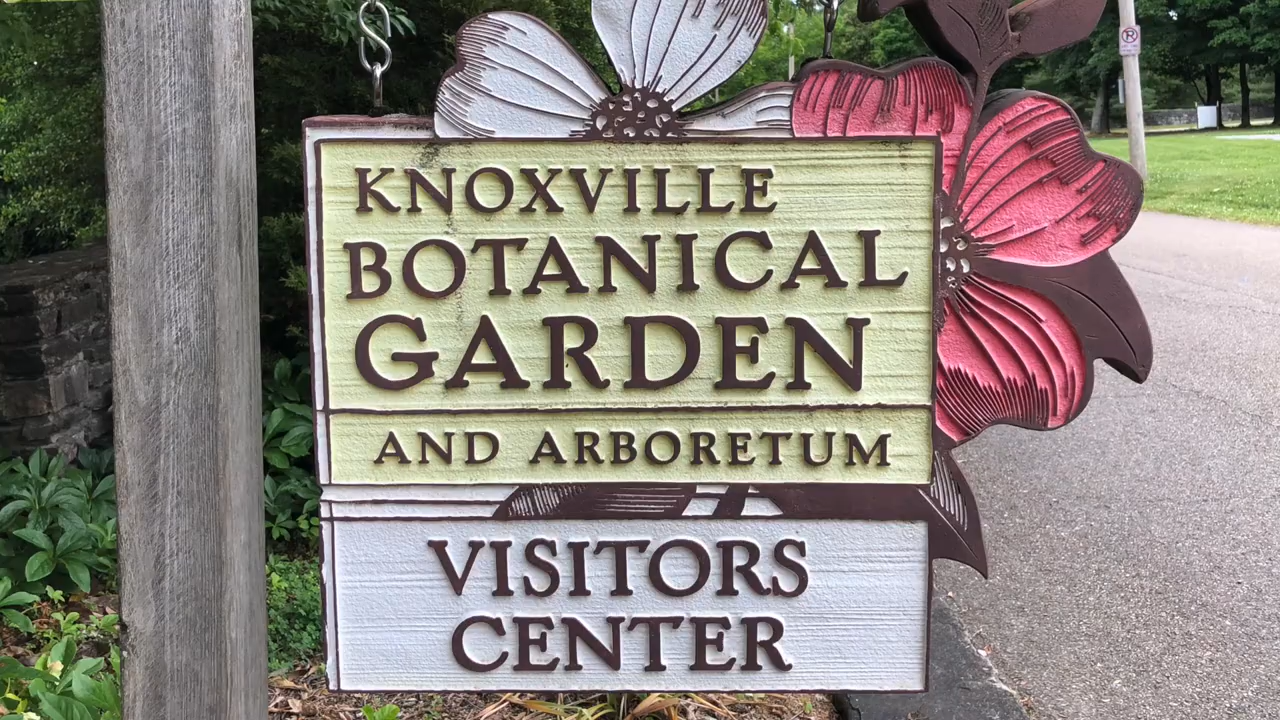 KNOXVILLE
BOTANICAL
GARDEN
AND ARBORETUM
VISITORS
CENTER